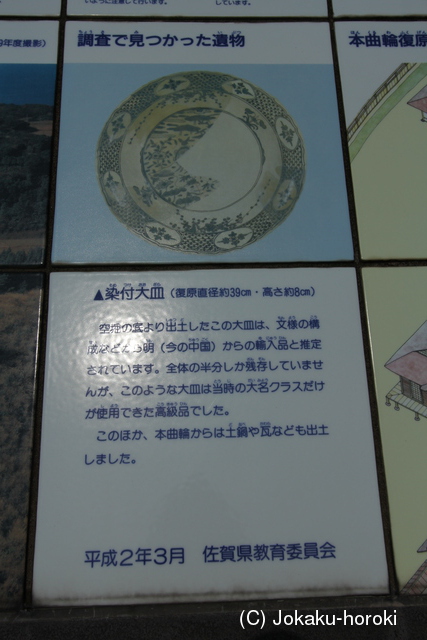 9年度撮影）
調査で見つかった遺物
本曲輪復原
▲染付大皿（復原直径約39cm・高さ約8cm）
空堀の底より出土したこの大皿は、文様の構
成などから明（今の中国）からの輸入品と推定
されています。全体の半分しか残存していませ
んが、このような大皿は当時の大名クラスだけ
が使用できた高級品でした。
このほか、本曲輪からは土鍋や瓦なども出土
しました。
平成2年3月　佐賀県教育委員会
(C) Jokaku-horoki